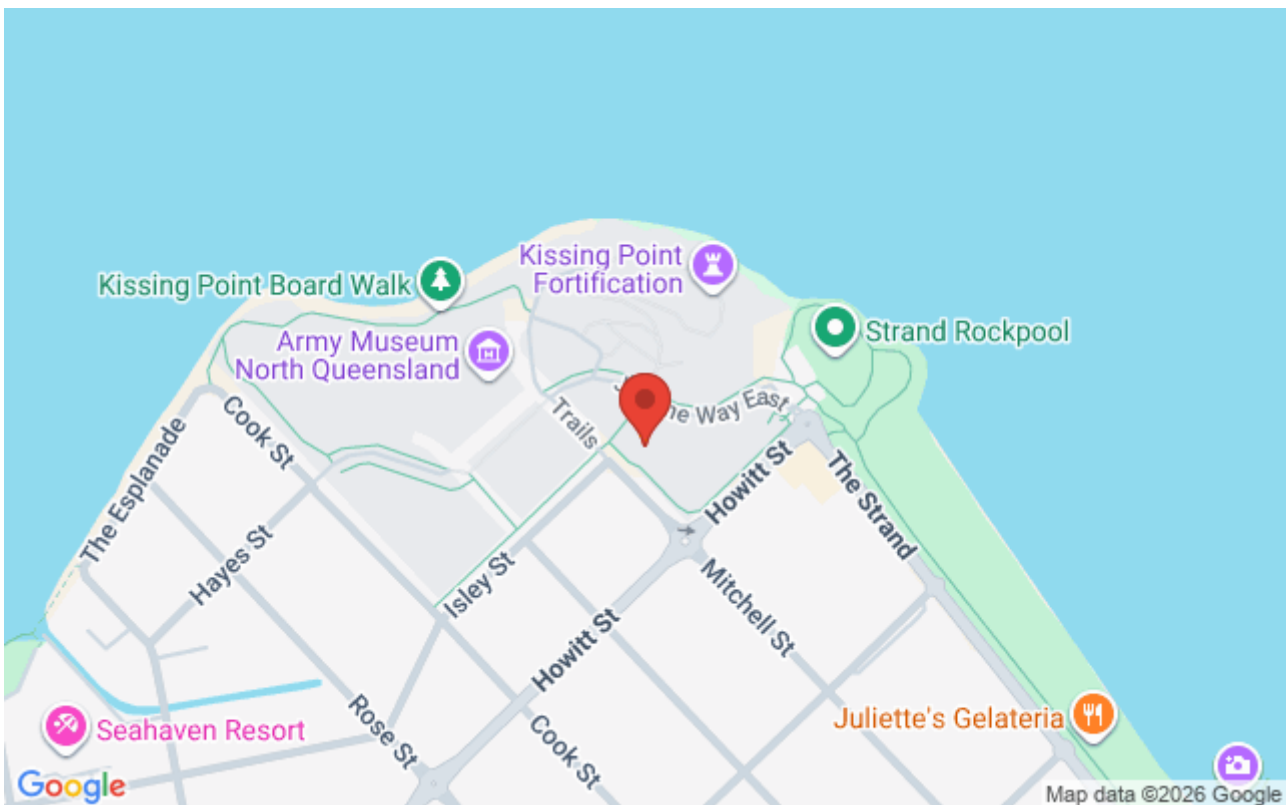 Kissing Point
Fortification
Kissing Point Board Walk
Strand Rockpool
Army Museum
North Queensland
J
ne Way East
Trails
Cook St
The Esplanade
Howitt St
The Strand
Hayes St
Isley St
Mitchell St
Howitt St
Rose St
Cook St
Juliette's Gelateria
Seahaven Resort
Google
Map data ©2026 Google